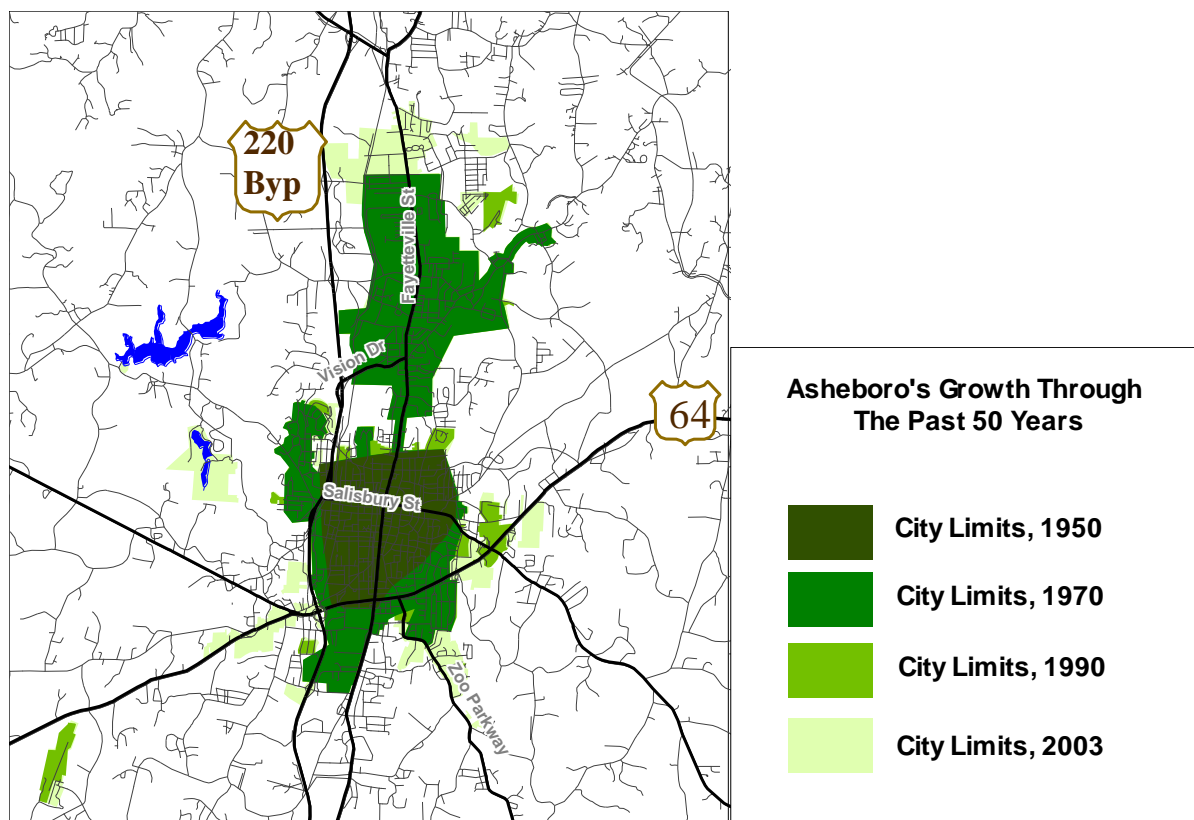 220
Byp
Fayetteville St
Vision Dr
64
Salisbury St
Zoo Parkway
Asheboro's Growth Through
The Past 50 Years
City Limits, 1950
City Limits, 1970
City Limits, 1990
City Limits, 2003